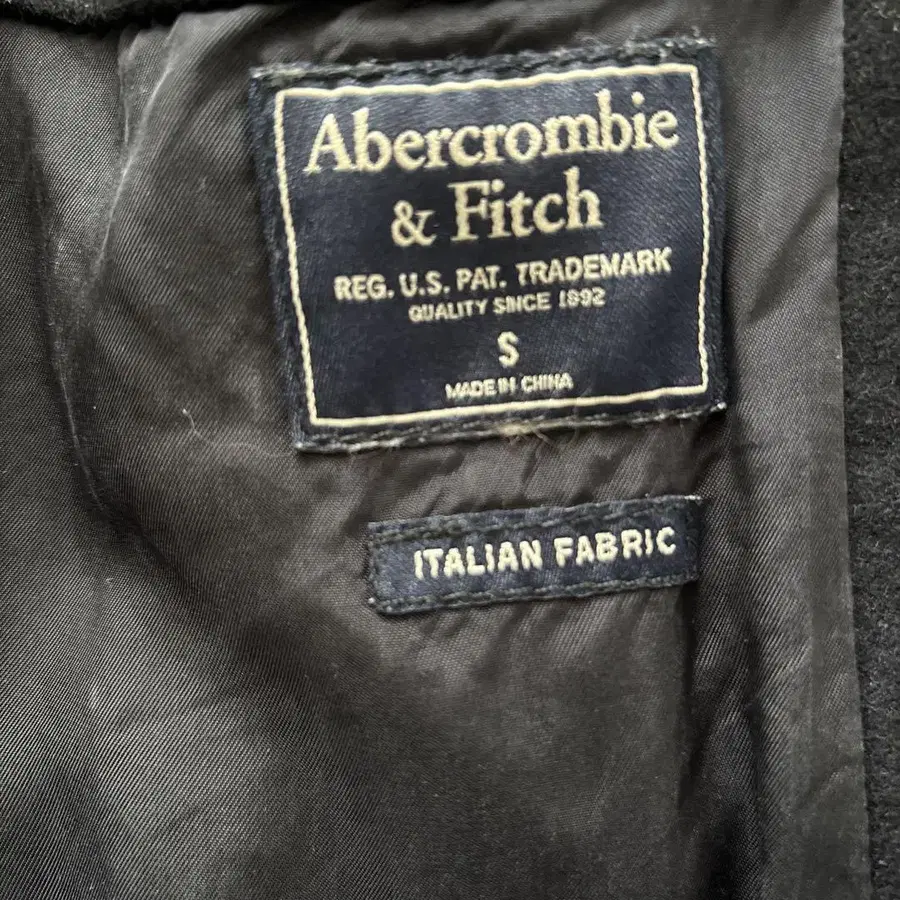 Abercrombie
& Fitch
REG. U.S. PAT. TRADEMARK
QUALITY SINCE 1892
S
MADE IN CHINA
ITALIAN FABRIC